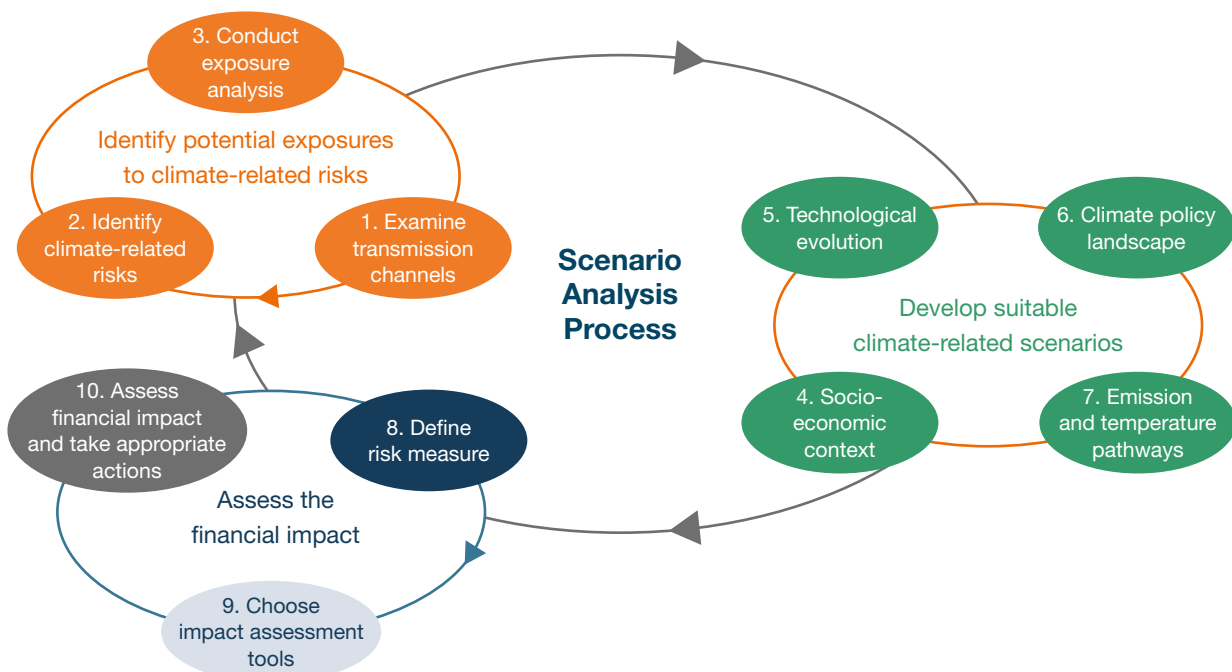 3. Conduct
exposure
analysis
Identify potential exposures
to climate-related risks
2. Identify
climate-related
risks
1. Examine
transmission
channels
Scenario
Analysis
Process
5. Technological
evolution
6. Climate policy
landscape
Develop suitable
climate-related scenarios
4. Socio-
economic
context
7. Emission
and temperature
pathways
10. Assess
financial impact
and take appropriate
actions
8. Define
risk measure
Assess the
financial impact
9. Choose
impact assessment
tools